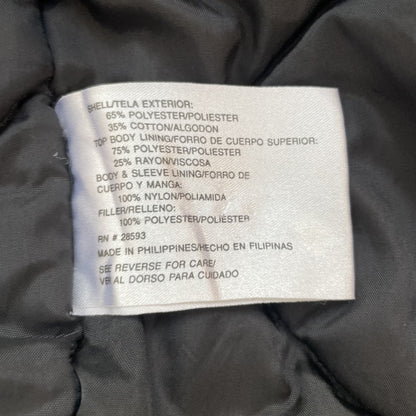 SHELL/TELA EXTERIOR:
65% POLYESTER/POLIESTER
35% COTTON/ALGODON
TOP BODY LINING/FORRO DE CUERPO SUPERIOR:
75% POLYESTER/POLIESTER
25% RAYON/VISCOSA
BODY & SLEEVE LINING/FORRO DE
CUERPO Y MANGA:
100% NYLON/POLIAMIDA
FILLER/RELLENO:
100% POLYESTER/POLIESTER
RN # 28593
MADE IN PHILIPPINES/HECHO EN FILIPINAS
SEE REVERSE FOR CARE/
VER AL DORSO PARA CUIDADO